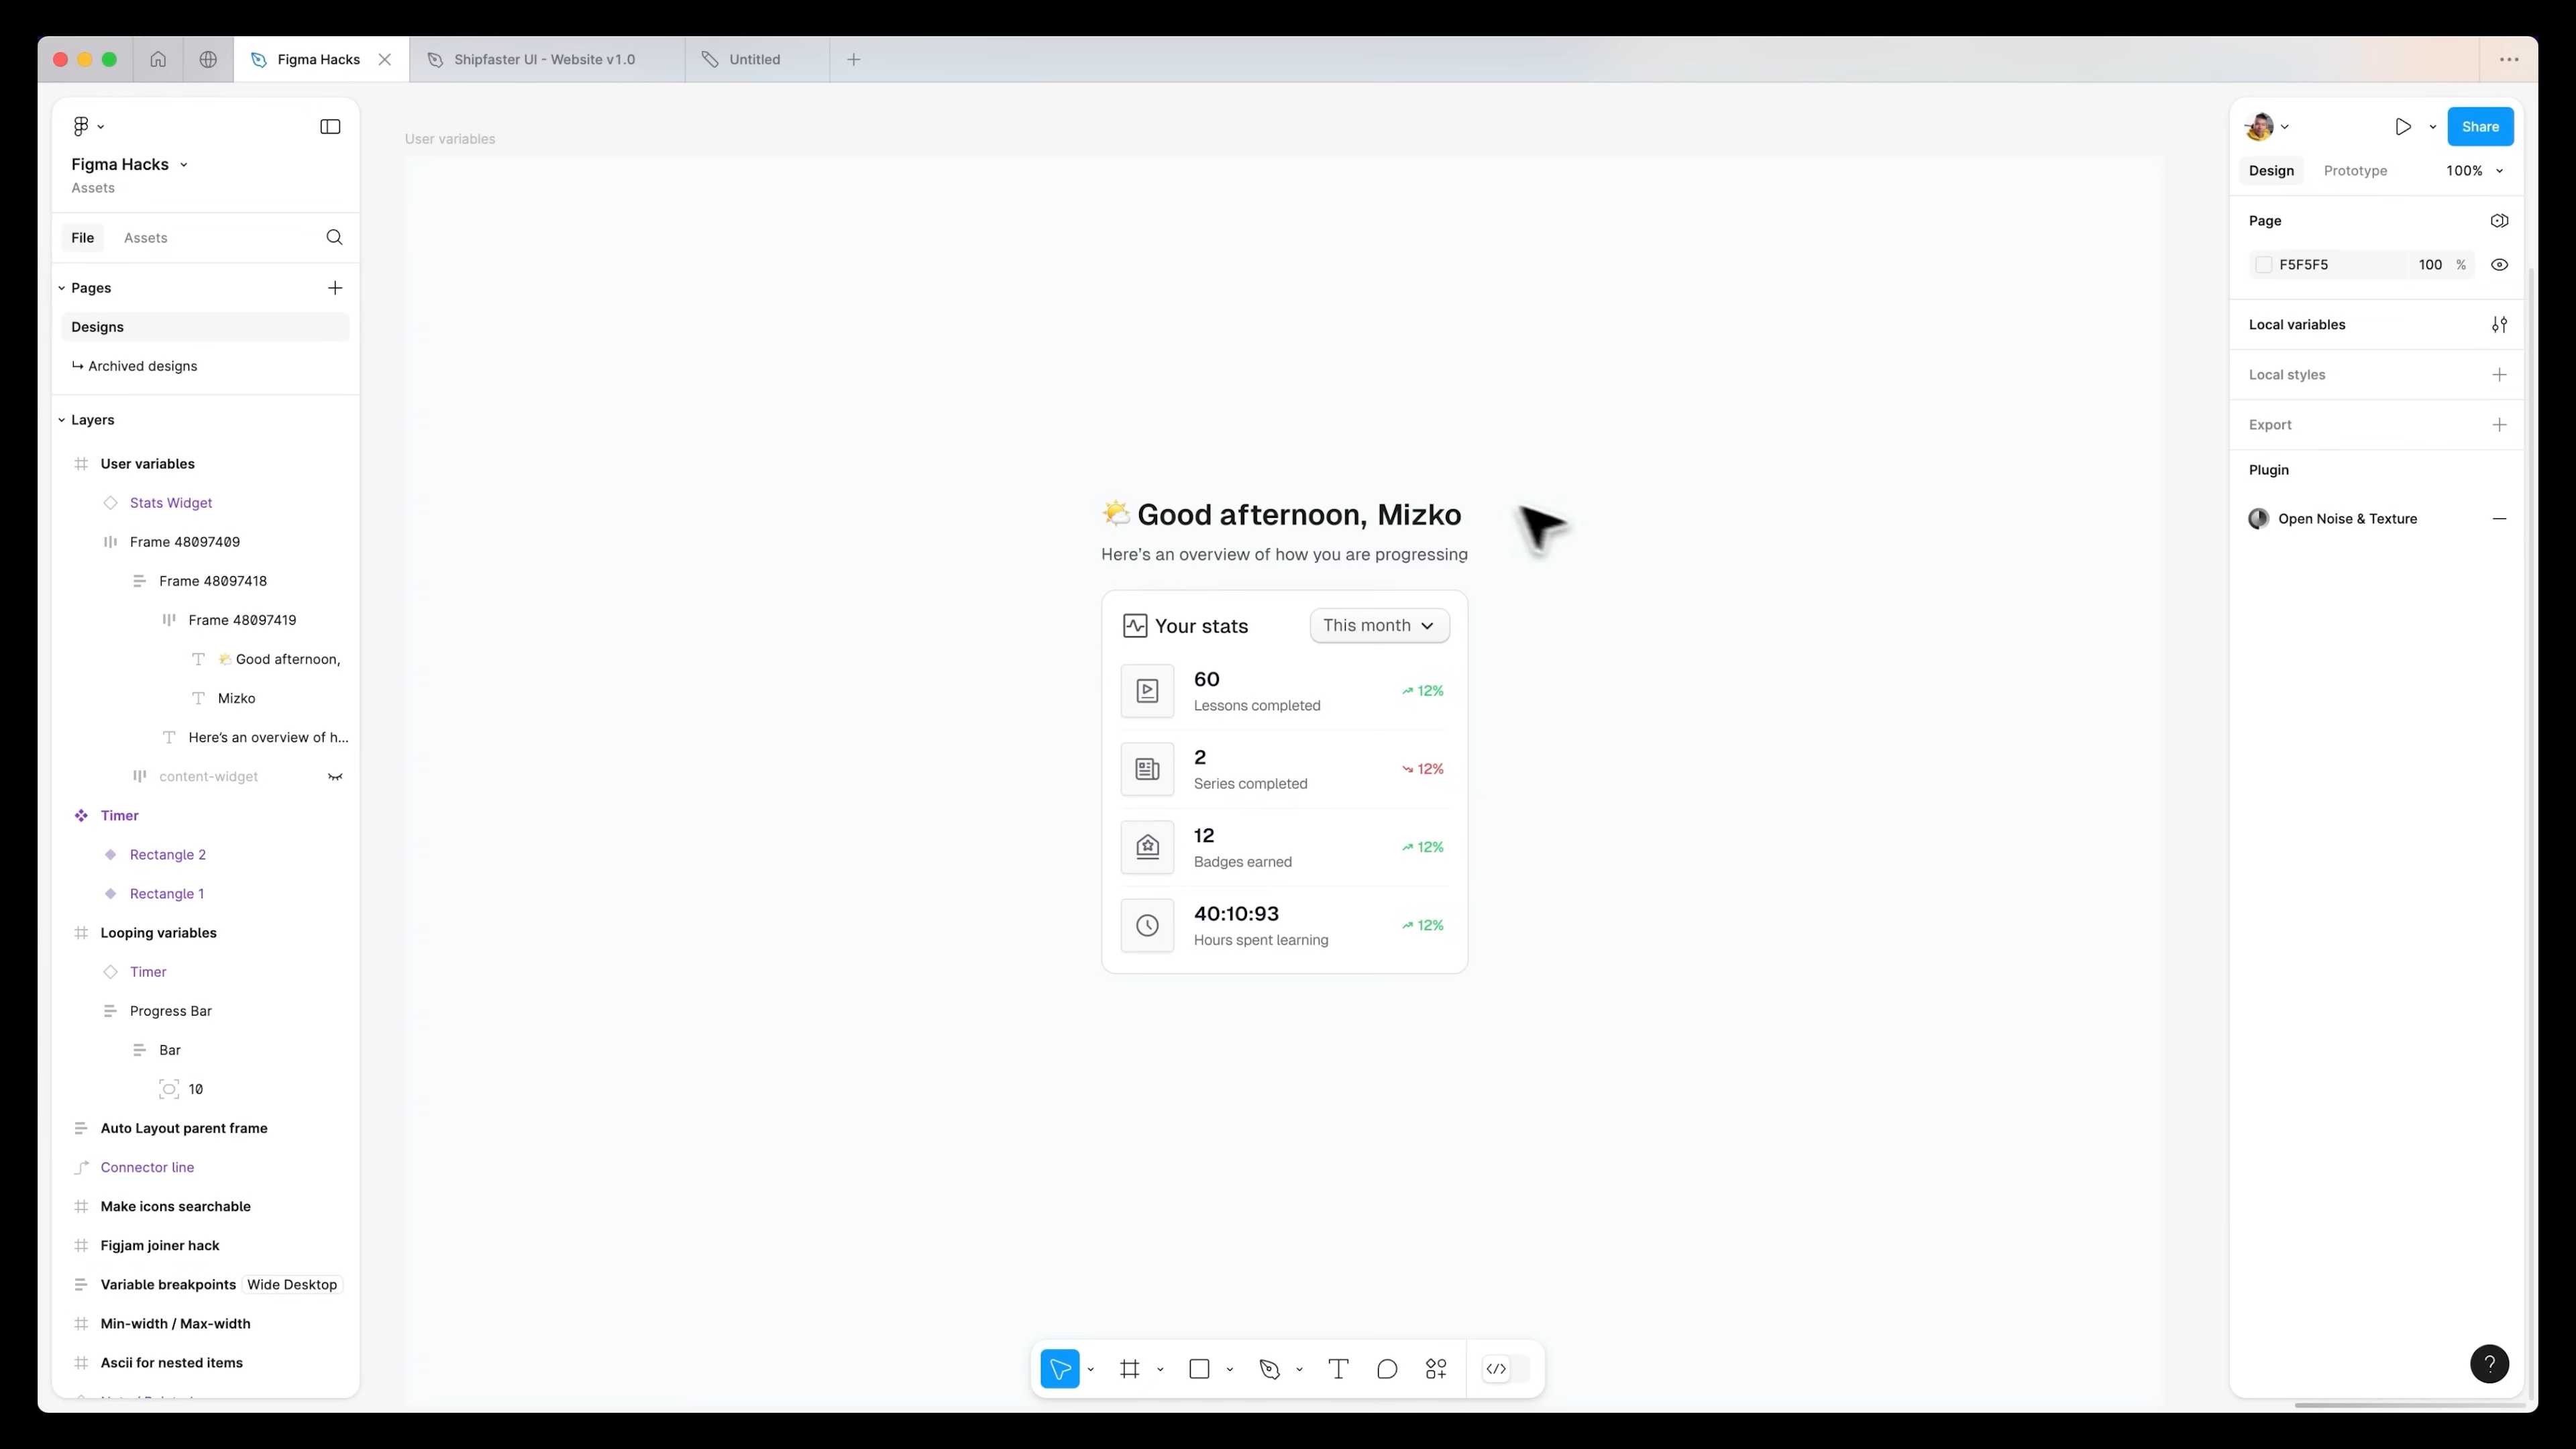 Figma Hacks
Shipfaster UI - Website v1.0
Untitled
Figma Hacks
Assets
File
Assets
Pages
Designs
↳ Archived designs
Layers
User variables
Stats Widget
Frame 48097409
Frame 48097418
Frame 48097419
🌤️ Good afternoon,
Mizko
Here's an overview of h...
content-widget
Timer
Rectangle 2
Rectangle 1
Looping variables
Timer
Progress Bar
Bar
10
Auto Layout parent frame
Connector line
Make icons searchable
Figjam joiner hack
Variable breakpoints Wide Desktop
Min-width / Max-width
Ascii for nested items
User variables
🌤️ Good afternoon, Mizko
Here's an overview of how you are progressing
Your stats
This month
60
Lessons completed
12%
2
Series completed
12%
12
Badges earned
12%
40:10:93
Hours spent learning
12%
Share
Design
Prototype
100%
Page
F5F5F5
100 %
Local variables
Local styles
Export
Plugin
Open Noise & Texture
?